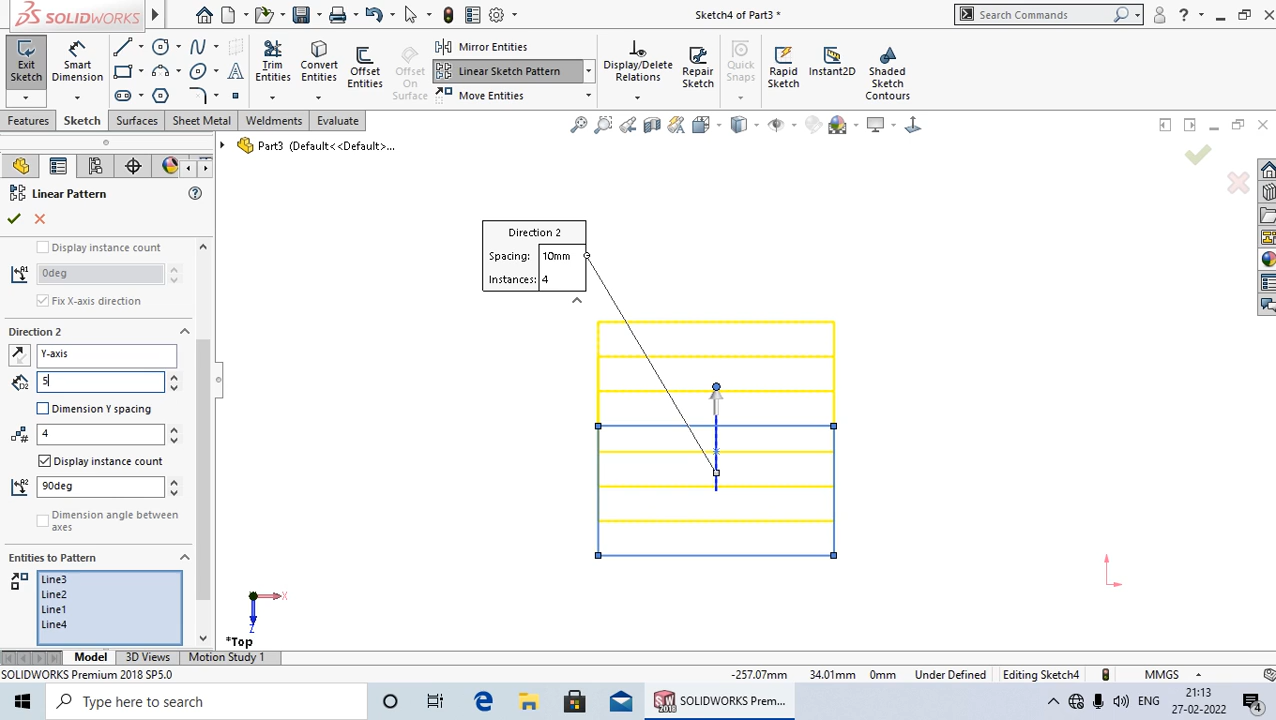 SOLIDWORKS
Sketch4 of Part3 *
Search Commands
?
Exit Sketch
Smart Dimension
Trim Entities
Convert Entities
Offset Entities
Offset On Surface
Mirror Entities
Linear Sketch Pattern
Move Entities
Display/Delete Relations
Repair Sketch
Quick Snaps
Rapid Sketch
Instant2D
Shaded Sketch Contours
Features
Sketch
Surfaces
Sheet Metal
Weldments
Evaluate
Part3 (Default<<Default>...
Linear Pattern
Display instance count
0deg
Fix X-axis direction
Direction 2
Y-axis
5
Dimension Y spacing
4
Display instance count
90deg
Dimension angle between
axes
Entities to Pattern
Line3
Line2
Line1
Line4
Direction 2
Spacing: 10mm
Instances: 4
X
Z
*Top
Model
3D Views
Motion Study 1
SOLIDWORKS Premium 2018 SP5.0
-257.07mm
34.01mm
0mm
Under Defined
Editing Sketch4
MMGS
Type here to search
SOLIDWORKS Prem...
ENG
21:13
27-02-2022
4